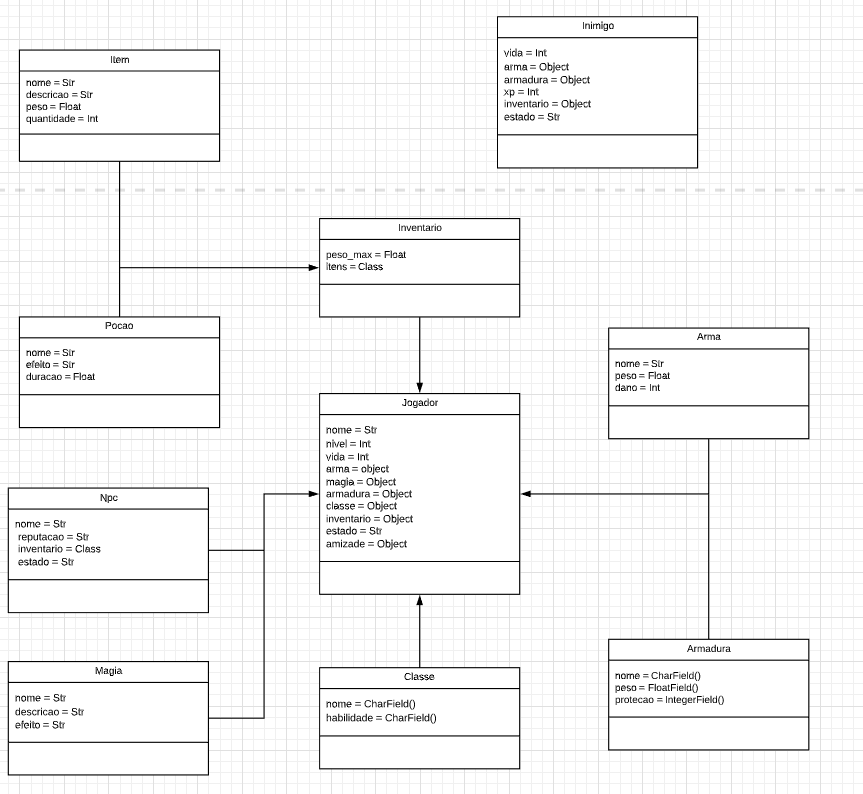 Item
nome = Str
descricao = Str
peso = Float
quantidade = Int
Inimigo
vida = Int
arma = Object
armadura = Object
xp = Int
inventario = Object
estado = Str
Inventario
peso_max = Float
itens = Class
Pocao
nome = Str
efeito = Str
duracao = Float
Arma
nome = Str
peso = Float
dano = Int
Jogador
nome = Str
nivel = Int
vida = Int
arma = object
magia = Object
armadura = Object
classe = Object
inventario = Object
estado = Str
amizade = Object
Npc
nome = Str
reputacao = Str
inventario = Class
estado = Str
Magia
nome = Str
descricao = Str
efeito = Str
Classe
nome = CharField()
habilidade = CharField()
Armadura
nome = CharField()
peso = FloatField()
protecao = IntegerField()